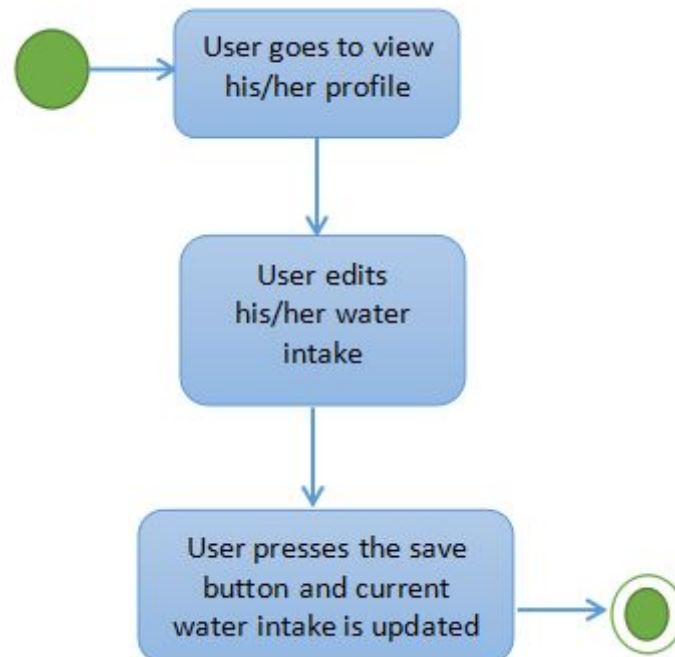 User goes to view
his/her profile
User edits
his/her water
intake
User presses the save
button and current
water intake is updated